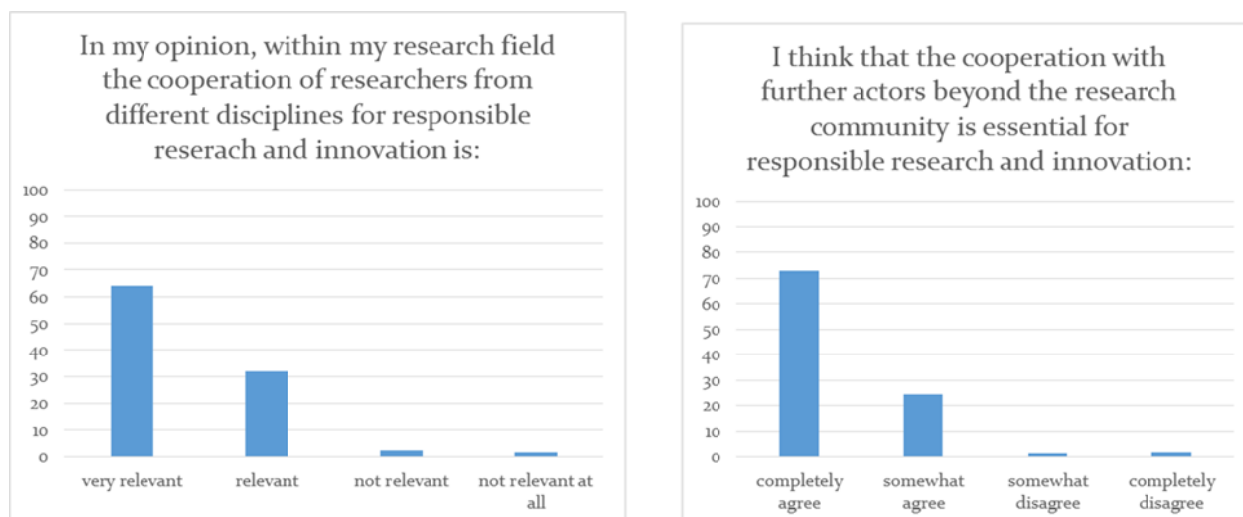 In my opinion, within my research field
the cooperation of researchers from
different disciplines for responsible
reserach and innovation is:
100
90
80
70
60
50
40
30
20
10
0
very relevant
relevant
not relevant
not relevant at
all
I think that the cooperation with
further actors beyond the research
community is essential for
responsible research and innovation:
100
90
80
70
60
50
40
30
20
10
0
completely
agree
somewhat
agree
somewhat
disagree
completely
disagree